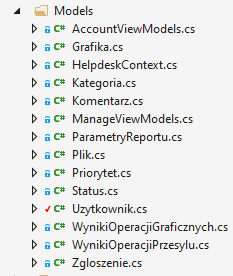 Models
C# AccountViewModels.cs
C# Grafika.cs
C# HelpdeskContext.cs
C# Kategoria.cs
C# Komentarz.cs
C# ManageViewModels.cs
C# ParametryReportu.cs
C# Plik.cs
C# Priorytet.cs
C# Status.cs
C# Uzytkownik.cs
C# WynikiOperacjiGraficznych.cs
C# WynikiOperacjiPrzesylu.cs
C# Zgloszenie.cs